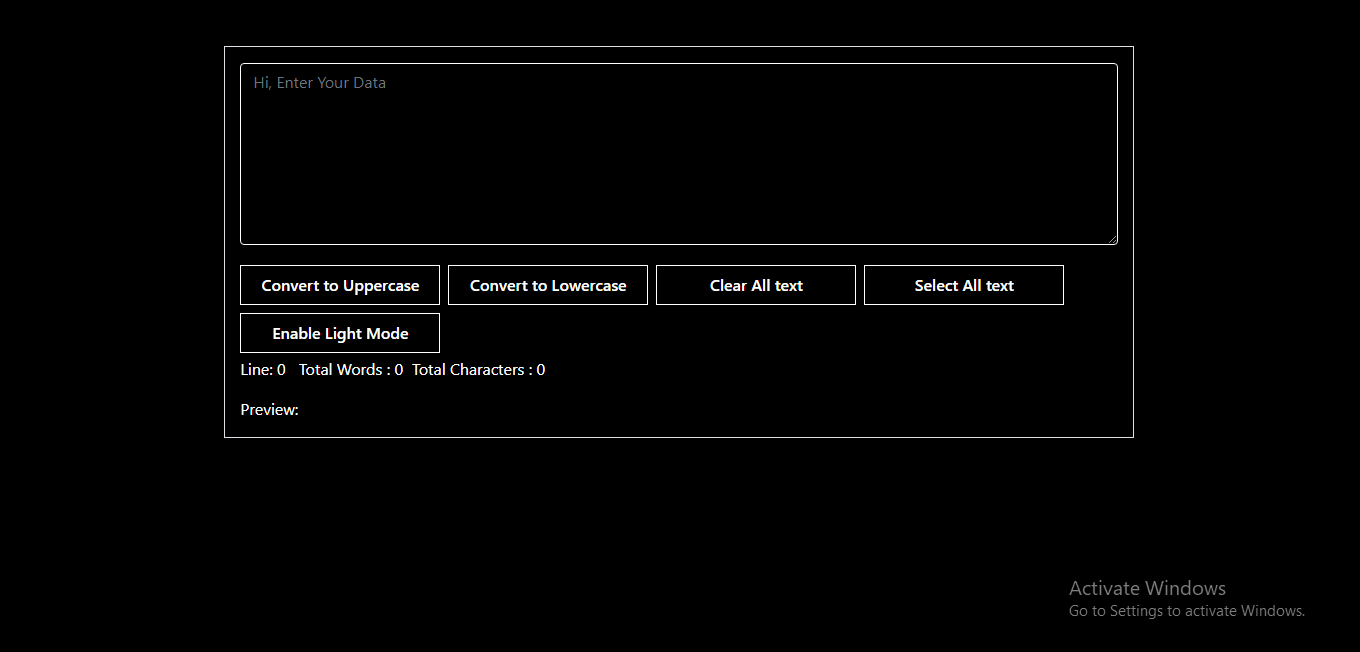 Hi, Enter Your Data
Convert to Uppercase Convert to Lowercase Clear All text Select All text
Enable Light Mode
Line: 0 Total Words : 0 Total Characters : 0
Preview:
Activate Windows
Go to Settings to activate Windows.